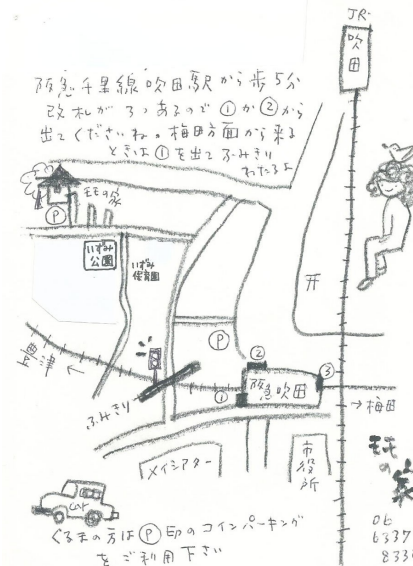 JR
吹田
阪急千里線吹田駅から歩5分
改札が3つあるので①か②から
出てくださいね。梅田方面から来る
ときは①を出てふみきり
わたるよ
モモの家
P
いずみ
公園
いずみ
保育園
P
②
③
阪急吹田
①
→梅田
ふみきり
メイシアター
市役所
モモの家
06
6337
833
くるまの方はⓅ印のコインパーキング
をご利用下さい